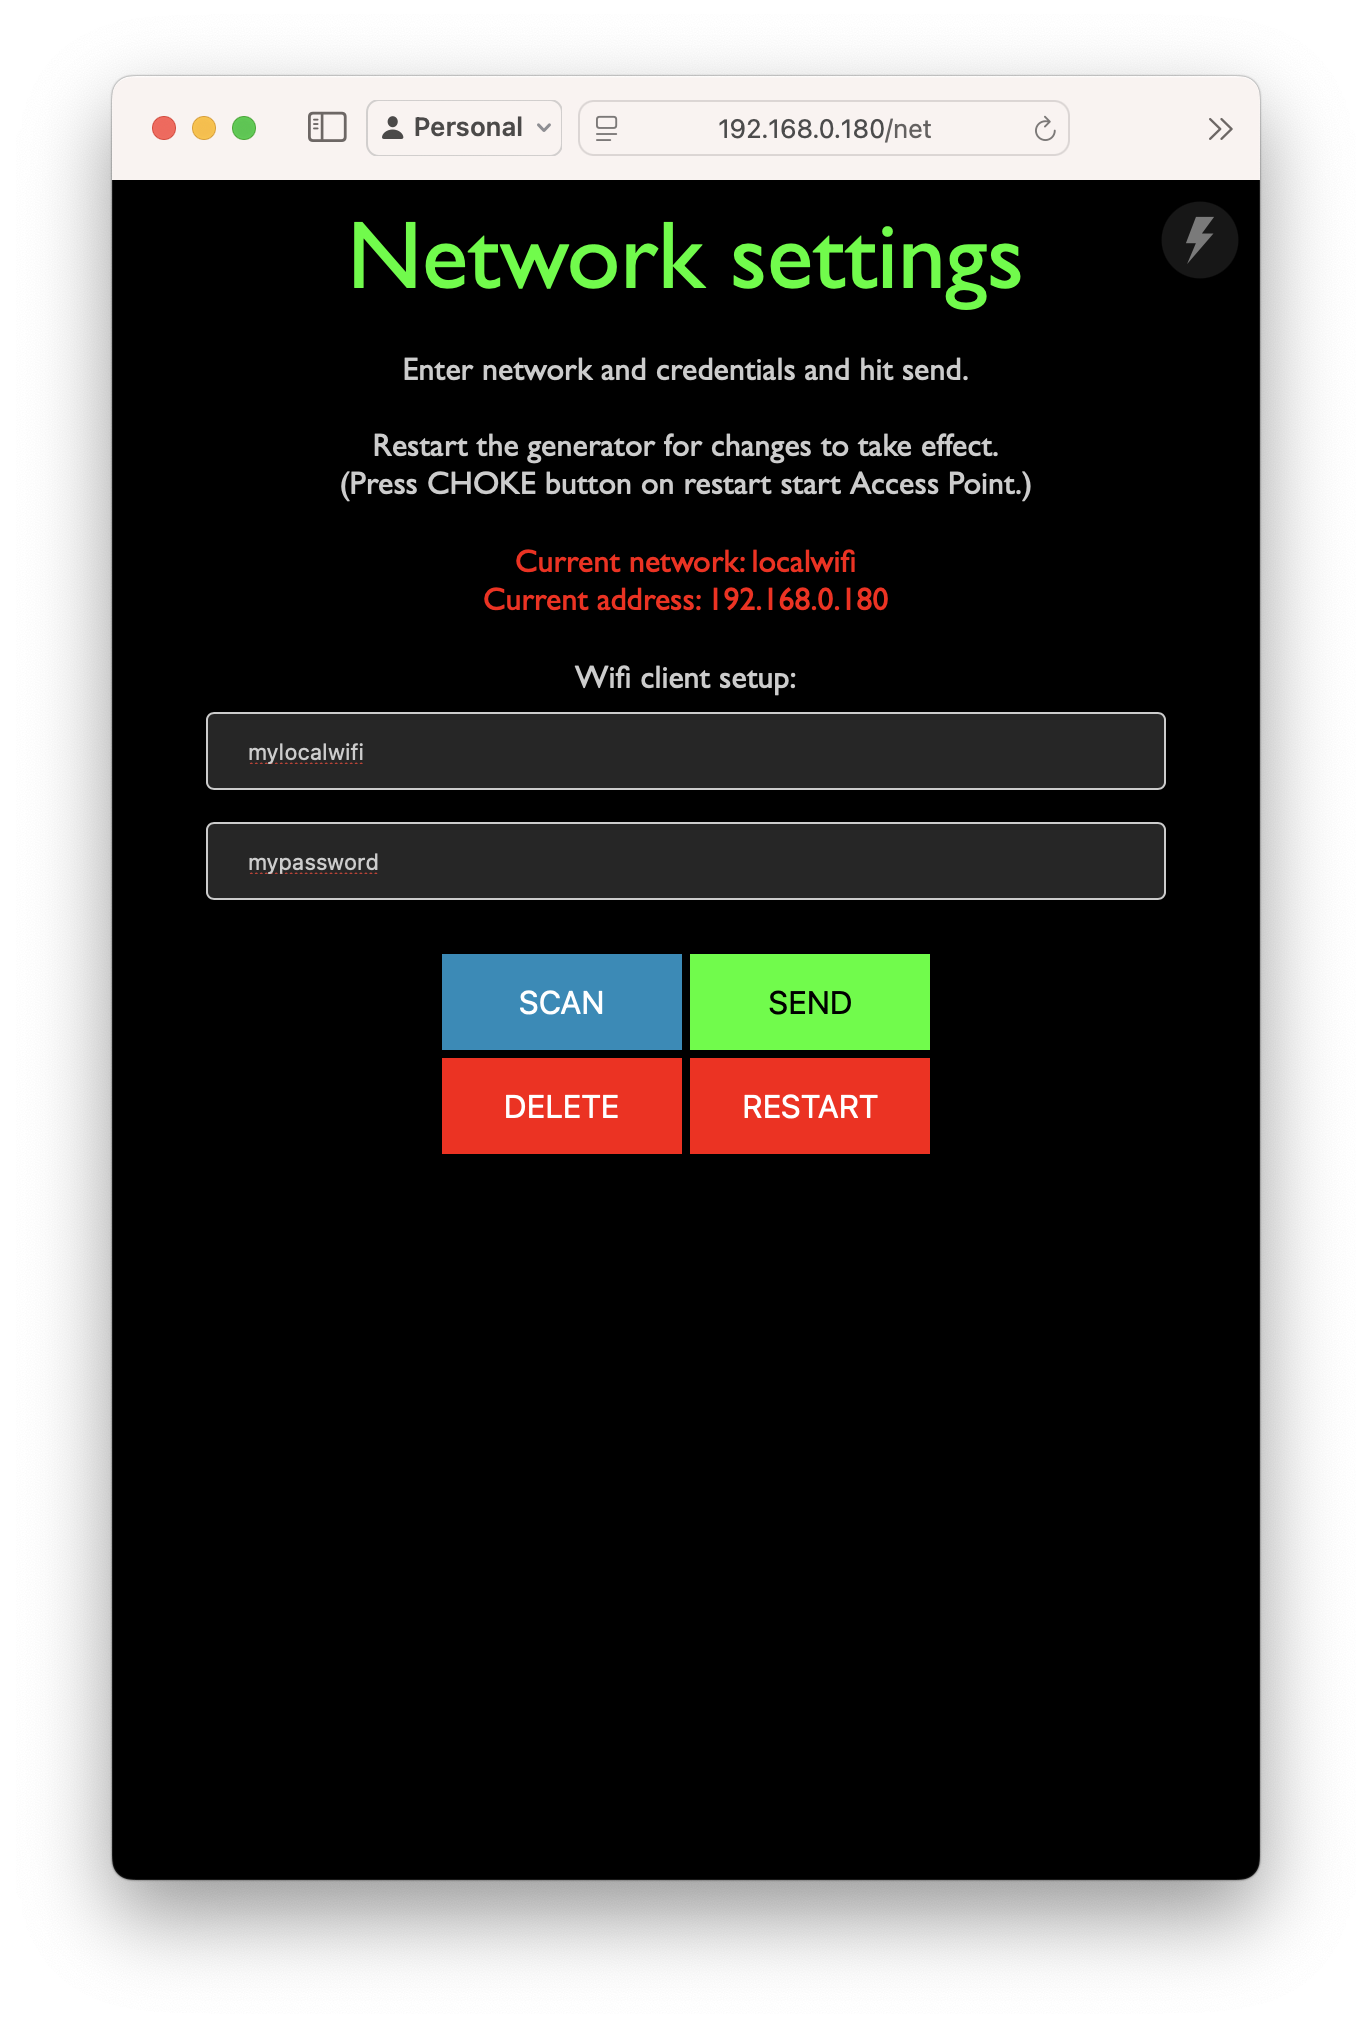 Personal
192.168.0.180/net
Network settings
Enter network and credentials and hit send.
Restart the generator for changes to take effect.
(Press CHOKE button on restart start Access Point.)
Current network: localwifi
Current address: 192.168.0.180
Wifi client setup:
mylocalwifi
mypassword
SCAN
SEND
DELETE
RESTART